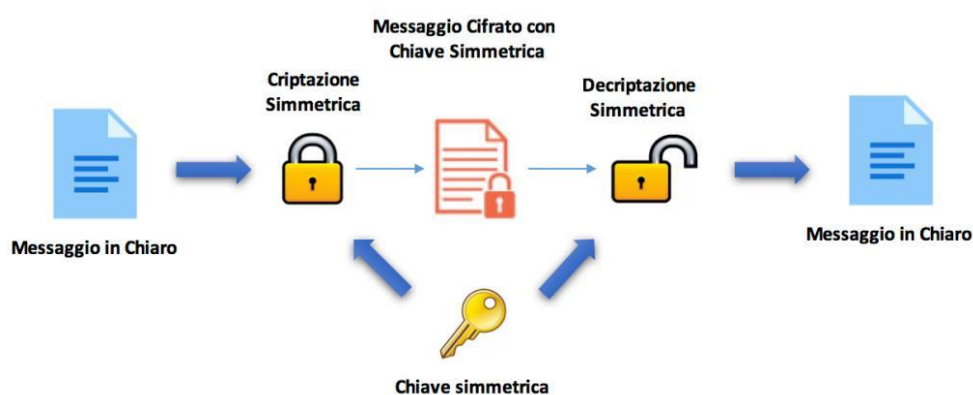 Messaggio Cifrato con
Chiave Simmetrica
Criptazione
Simmetrica
Decriptazione
Simmetrica
Messaggio in Chiaro
Messaggio in Chiaro
Chiave simmetrica